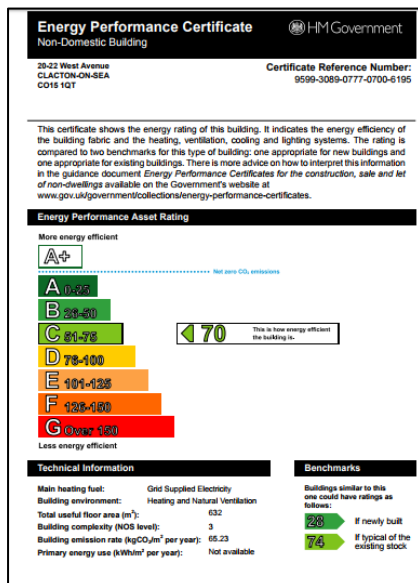 Energy Performance Certificate
Non-Domestic Building
HM Government
20-22 West Avenue
CLACTON-ON-SEA
CO15 1QT
Certificate Reference Number:
9599-3089-0777-0700-6195
This certificate shows the energy rating of this building. It indicates the energy efficiency
of the building fabric and the heating, ventilation, cooling and lighting systems. The rating is
compared to two benchmarks for this type of building: one appropriate for new buildings and
one appropriate for existing buildings. There is more advice on how to interpret this information
in the guidance document Energy Performance Certificates for the construction, sale and let
of non-dwellings available on the Government's website at
www.gov.uk/government/collections/energy-performance-certificates.
Energy Performance Asset Rating
More energy efficient
A+
Net zero CO₂ emissions
A 0-25
B 26-50
C 51-75
70
This is how energy efficient
the building is.
D 76-100
E 101-125
F 126-150
G Over 150
Less energy efficient
Technical Information
Main heating fuel: Grid Supplied Electricity
Building environment: Heating and Natural Ventilation
Total useful floor area (m²): 632
Building complexity (NOS level): 3
Building emission rate (kgCO₂/m² per year): 65.23
Primary energy use (kWh/m² per year): Not available
Benchmarks
Buildings similar to this
one could have ratings as
follows:
28 If newly built
74 If typical of the
existing stock